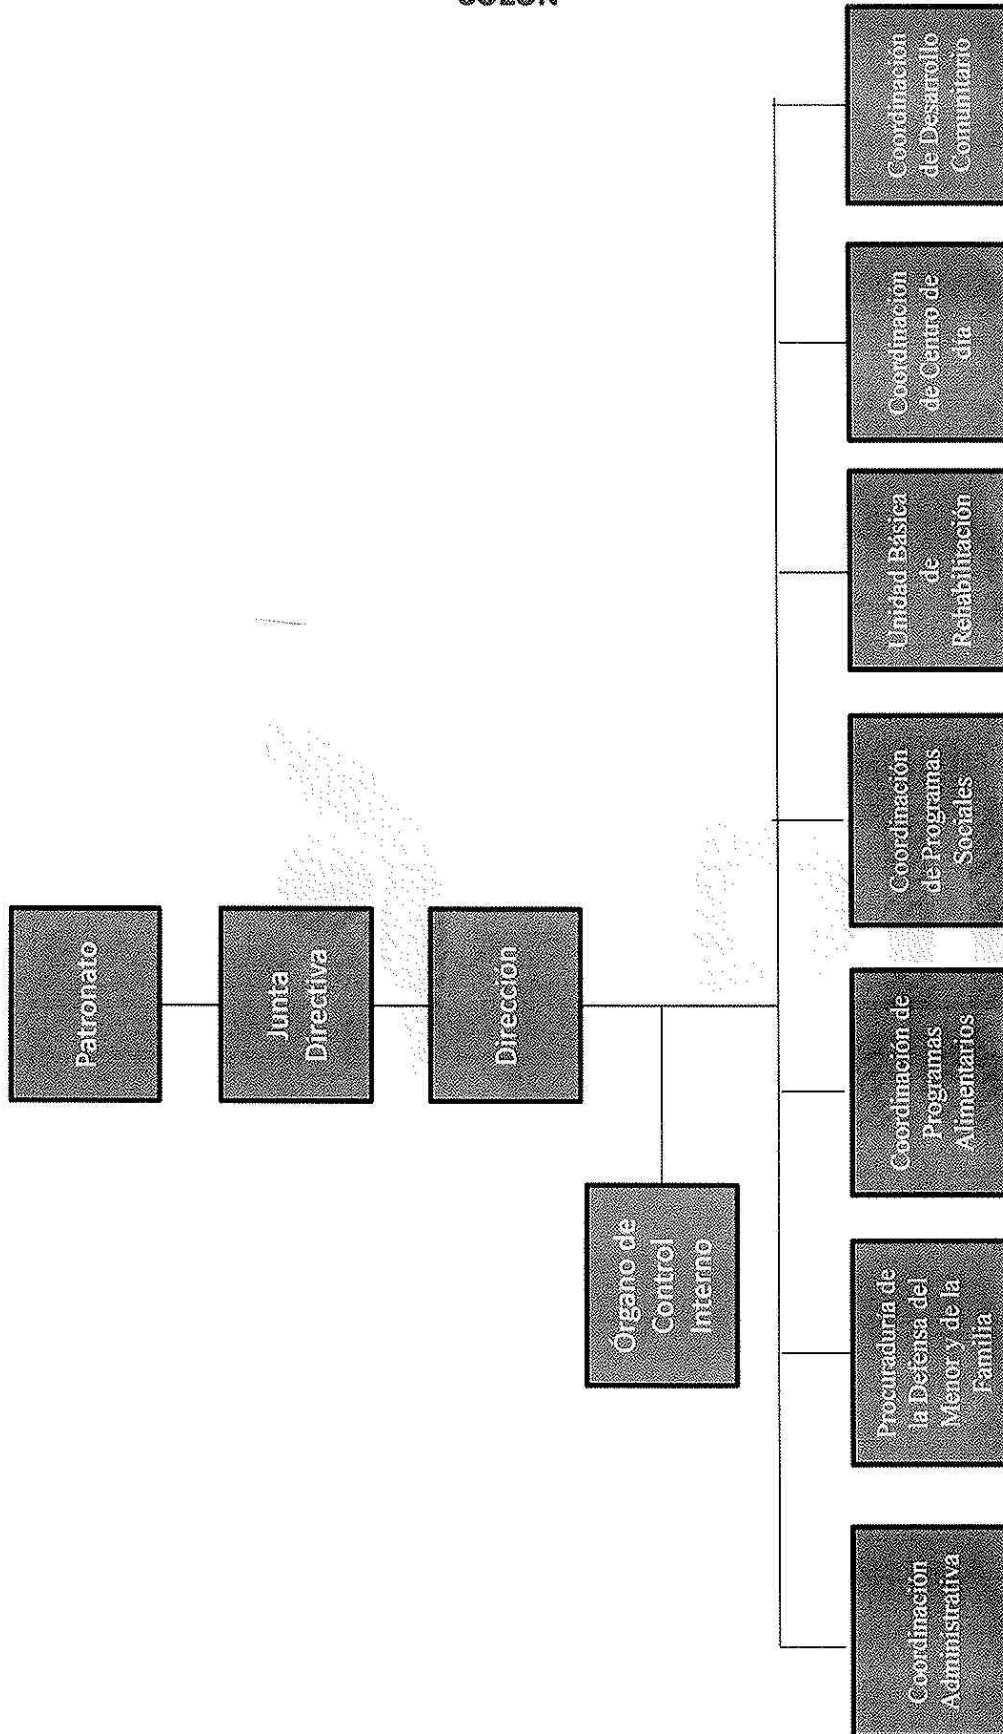 Patronato
Junta
Directiva
Dirección
Órgano de
Control
Interno
Coordinación
Administrativa
Procuraduría de
la Defensa del
Menor y de la
Familia
Coordinación de
Programas
Alimentarios
Coordinación
de Programas
Sociales
Unidad Básica
de
Rehabilitación
Coordinación
de Centro de
día
Coordinación
de Desarrollo
Comunitario